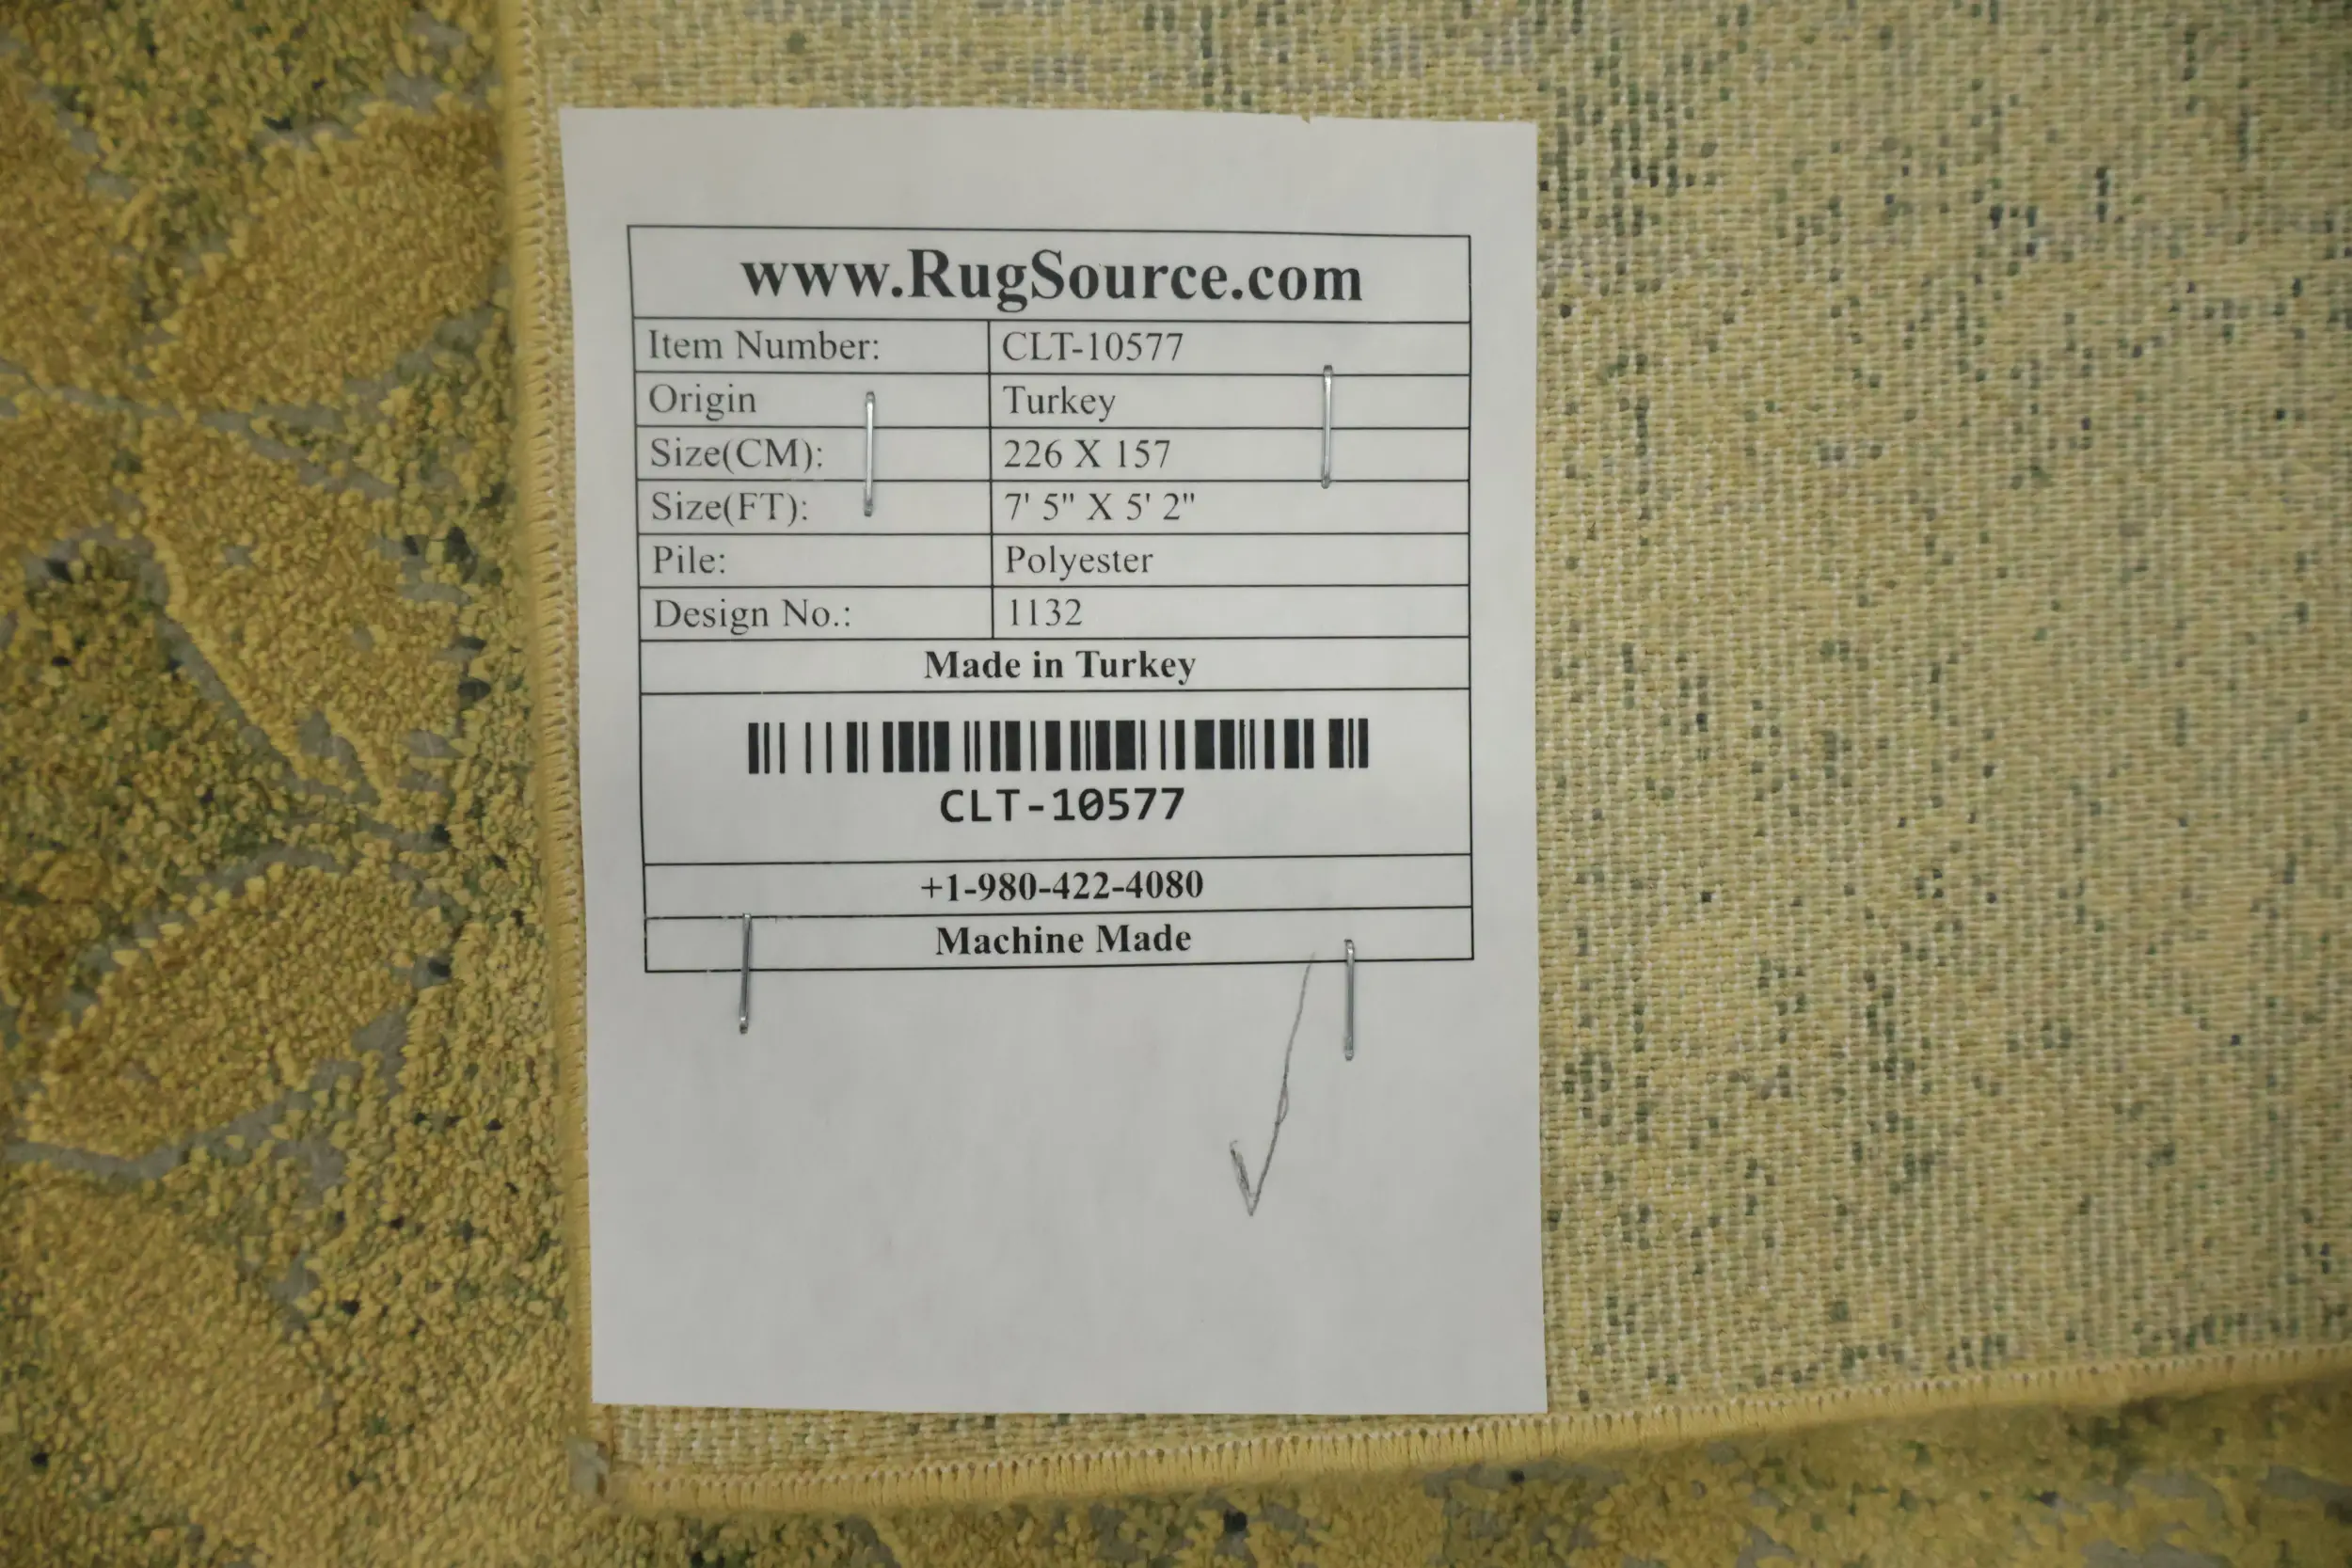 www.RugSource.com
Item Number: CLT-10577
Origin Turkey
Size(CM): 226 X 157
Size(FT): 7' 5" X 5' 2"
Pile: Polyester
Design No.: 1132
Made in Turkey
CLT-10577
+1-980-422-4080
Machine Made